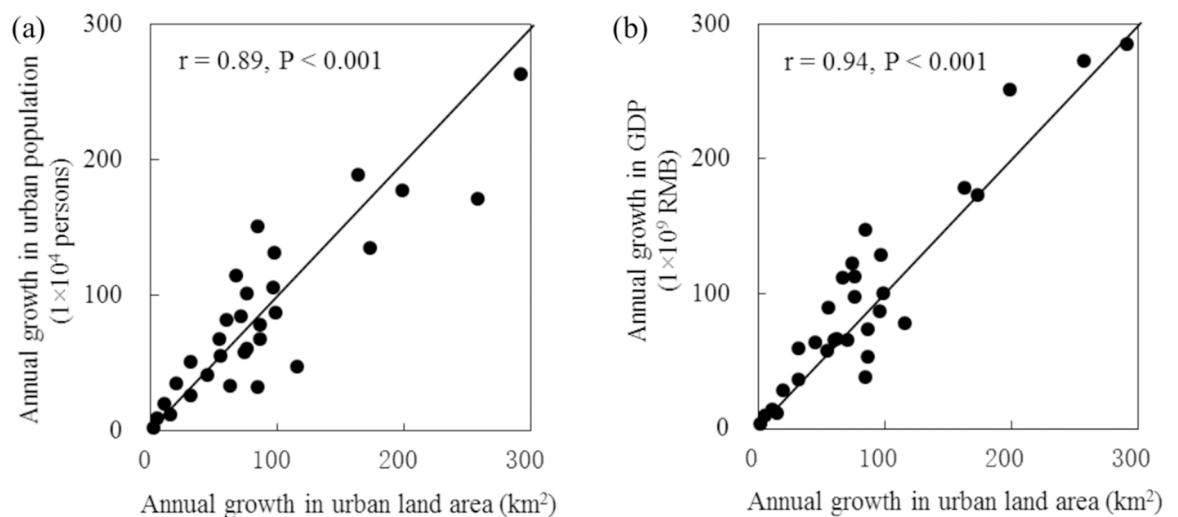 (a)
r = 0.89, P < 0.001
Annual growth in urban population
(1×10⁴ persons)
300
200
100
0
0 100 200 300
Annual growth in urban land area (km²)
(b)
r = 0.94, P < 0.001
Annual growth in GDP
(1×10⁹ RMB)
300
200
100
0
0 100 200 300
Annual growth in urban land area (km²)